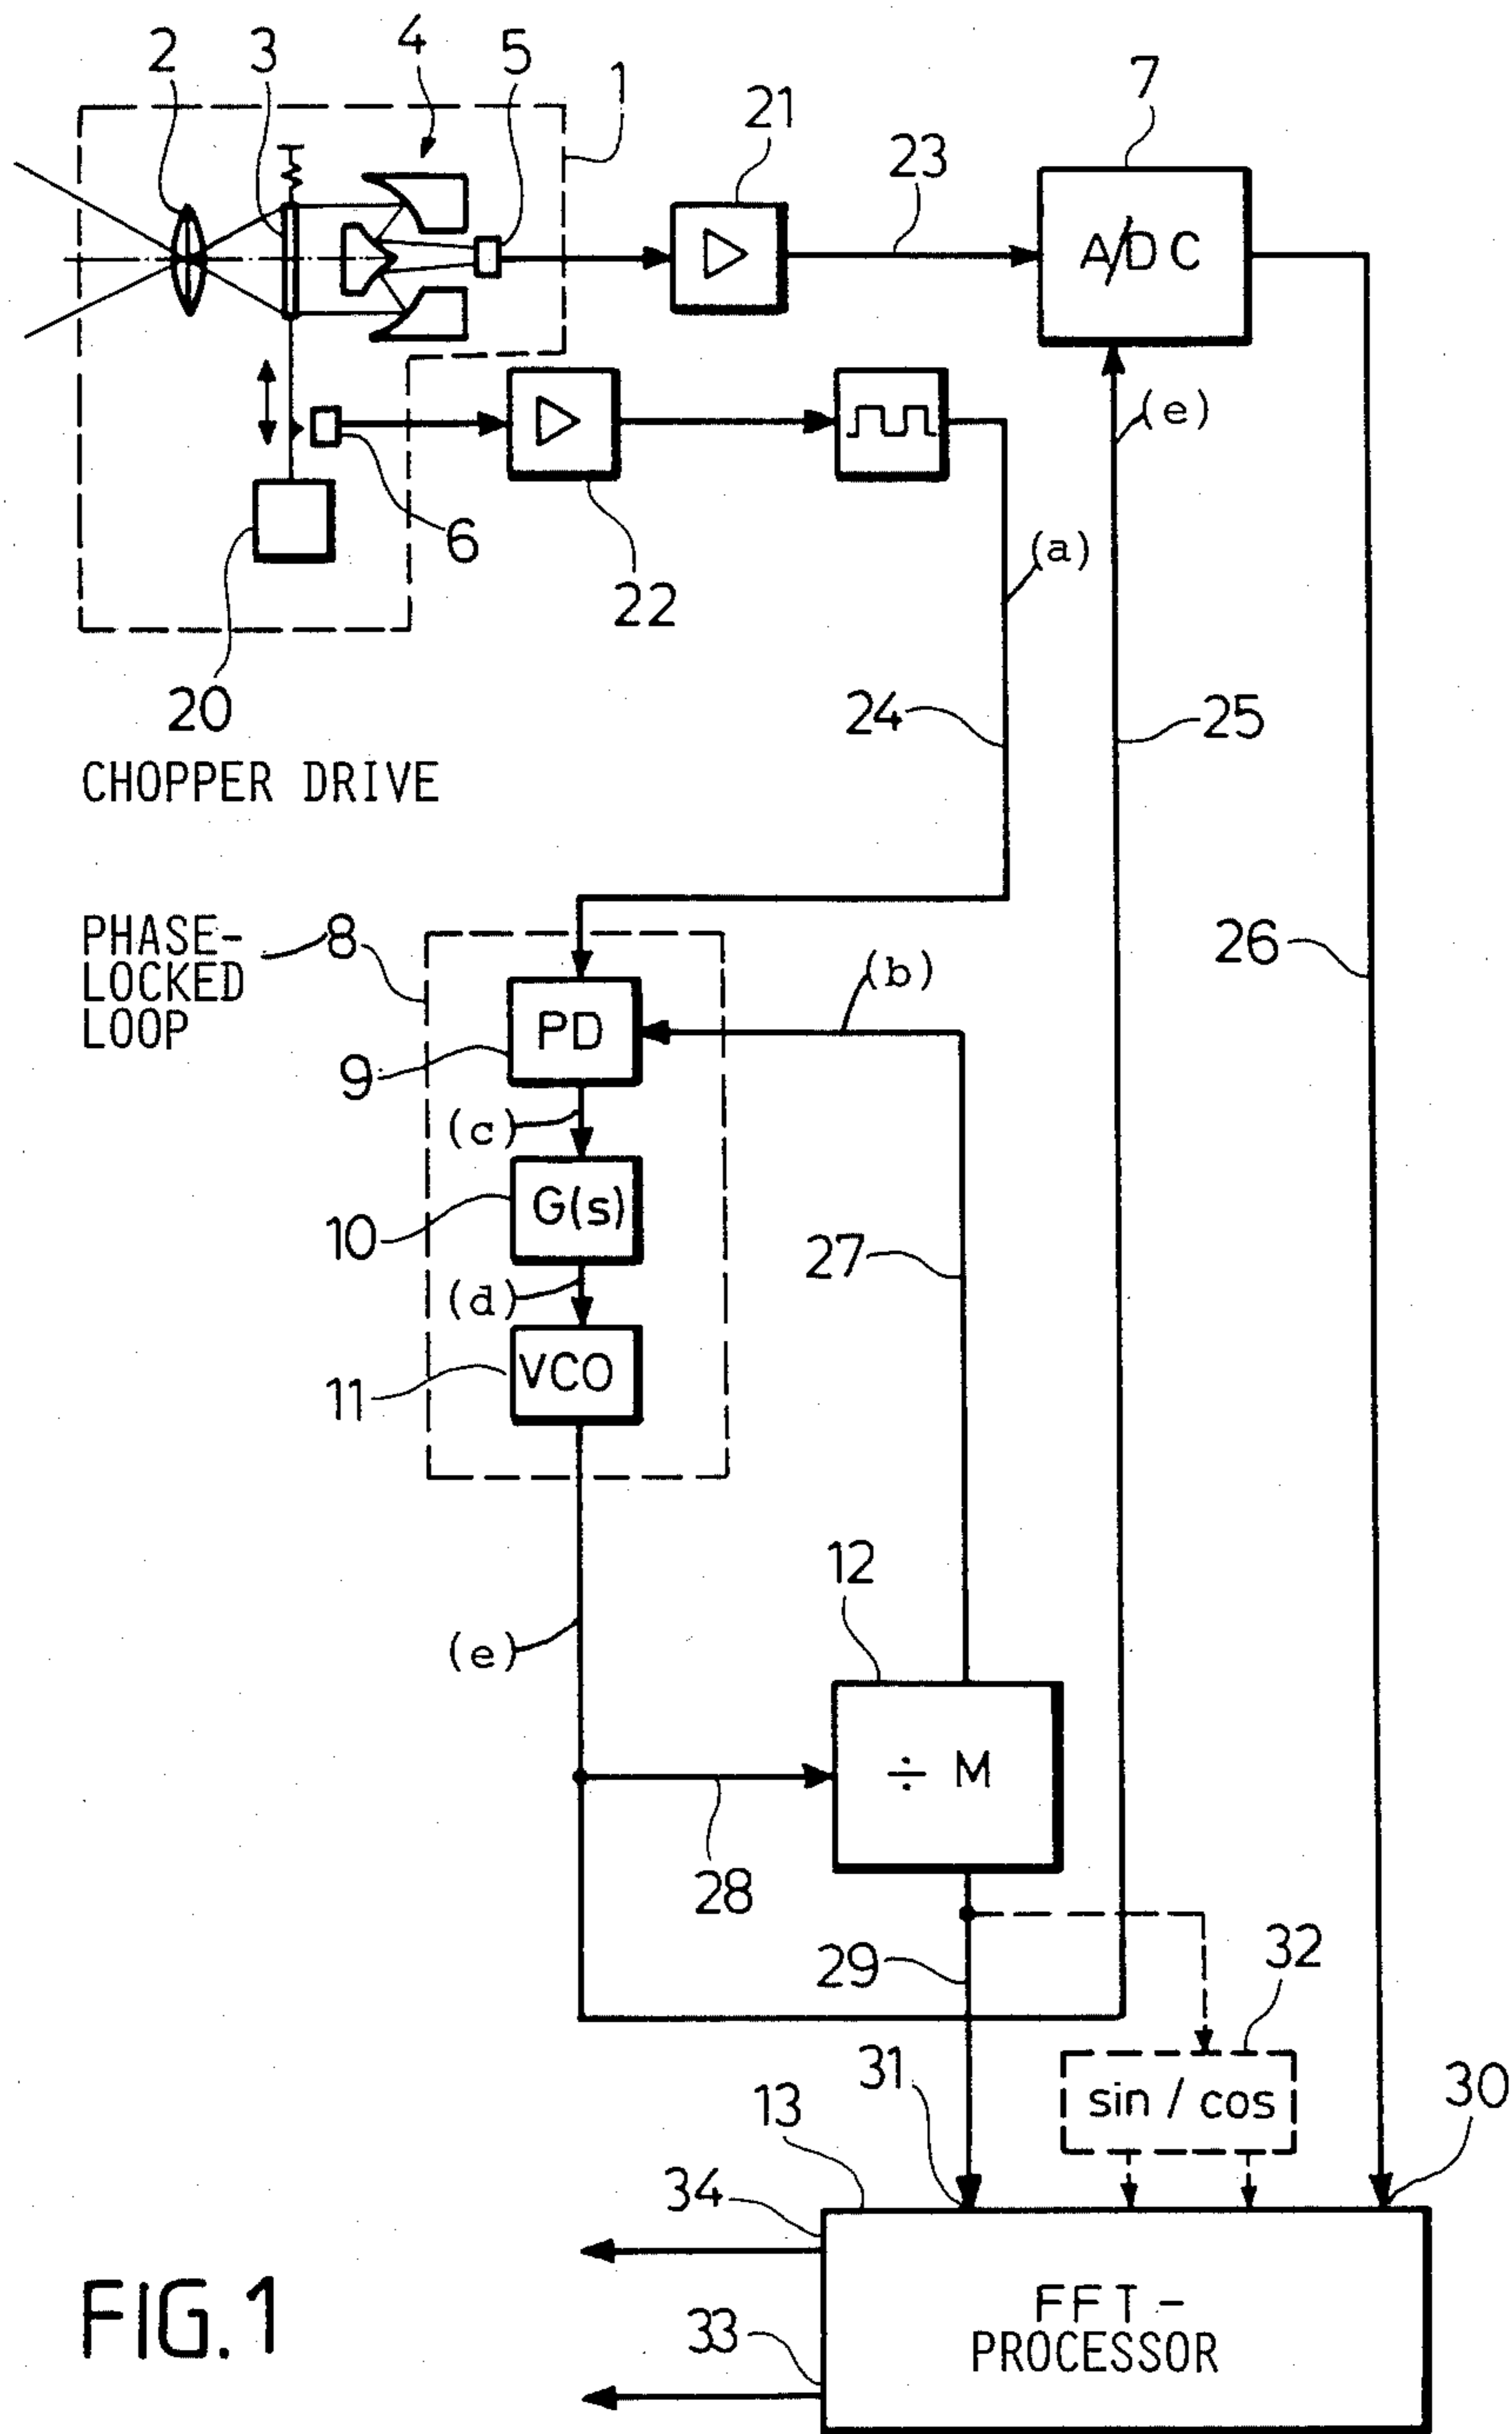 2 3 4 5 1 21 23 7
A/DC
(e)
6
22
(a)
20
CHOPPER DRIVE
24 25
PHASE-
LOCKED
LOOP
8
26
(b)
PD
9
(c)
G(s)
10
27
(d)
VCO
11
12
(e)
÷ M
28
29 32
31 sin / cos 30
13
34
FFT-
PROCESSOR
33
FIG.1